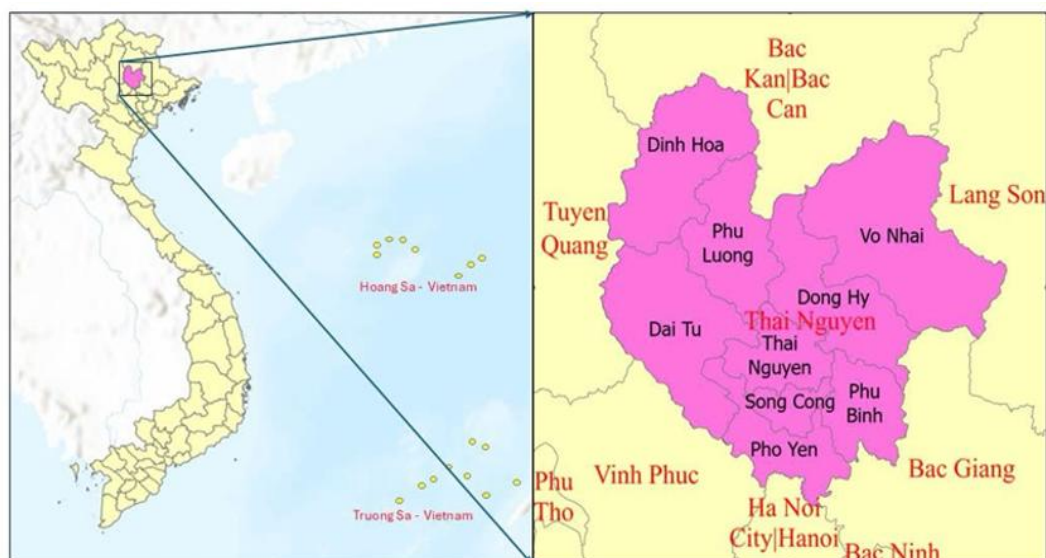 Hoang Sa - Vietnam
Truong Sa - Vietnam
Bac
Kan|Bac
Can
Dinh Hoa
Lang Son
Tuyen
Quang
Phu
Luong
Vo Nhai
Dong Hy
Thai Nguyen
Dai Tu
Thai
Nguyen
Song Cong
Phu
Binh
Pho Yen
Vinh Phuc
Bac Giang
Phu
Tho
Ha Noi
City|Hanoi
Bac Ninh